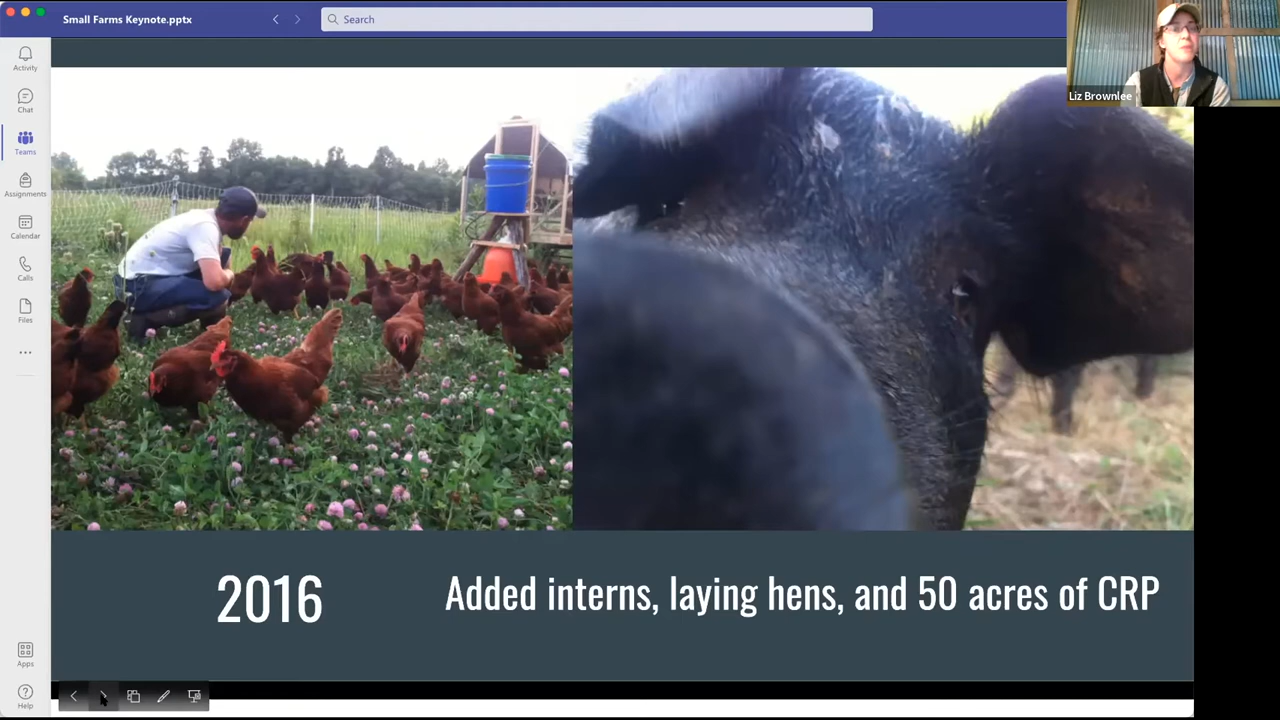 Small Farms Keynote.pptx
Search
Liz Brownlee
Activity
Chat
Teams
Assignments
Calendar
Calls
Files
Apps
Help
2016
Added interns, laying hens, and 50 acres of CRP